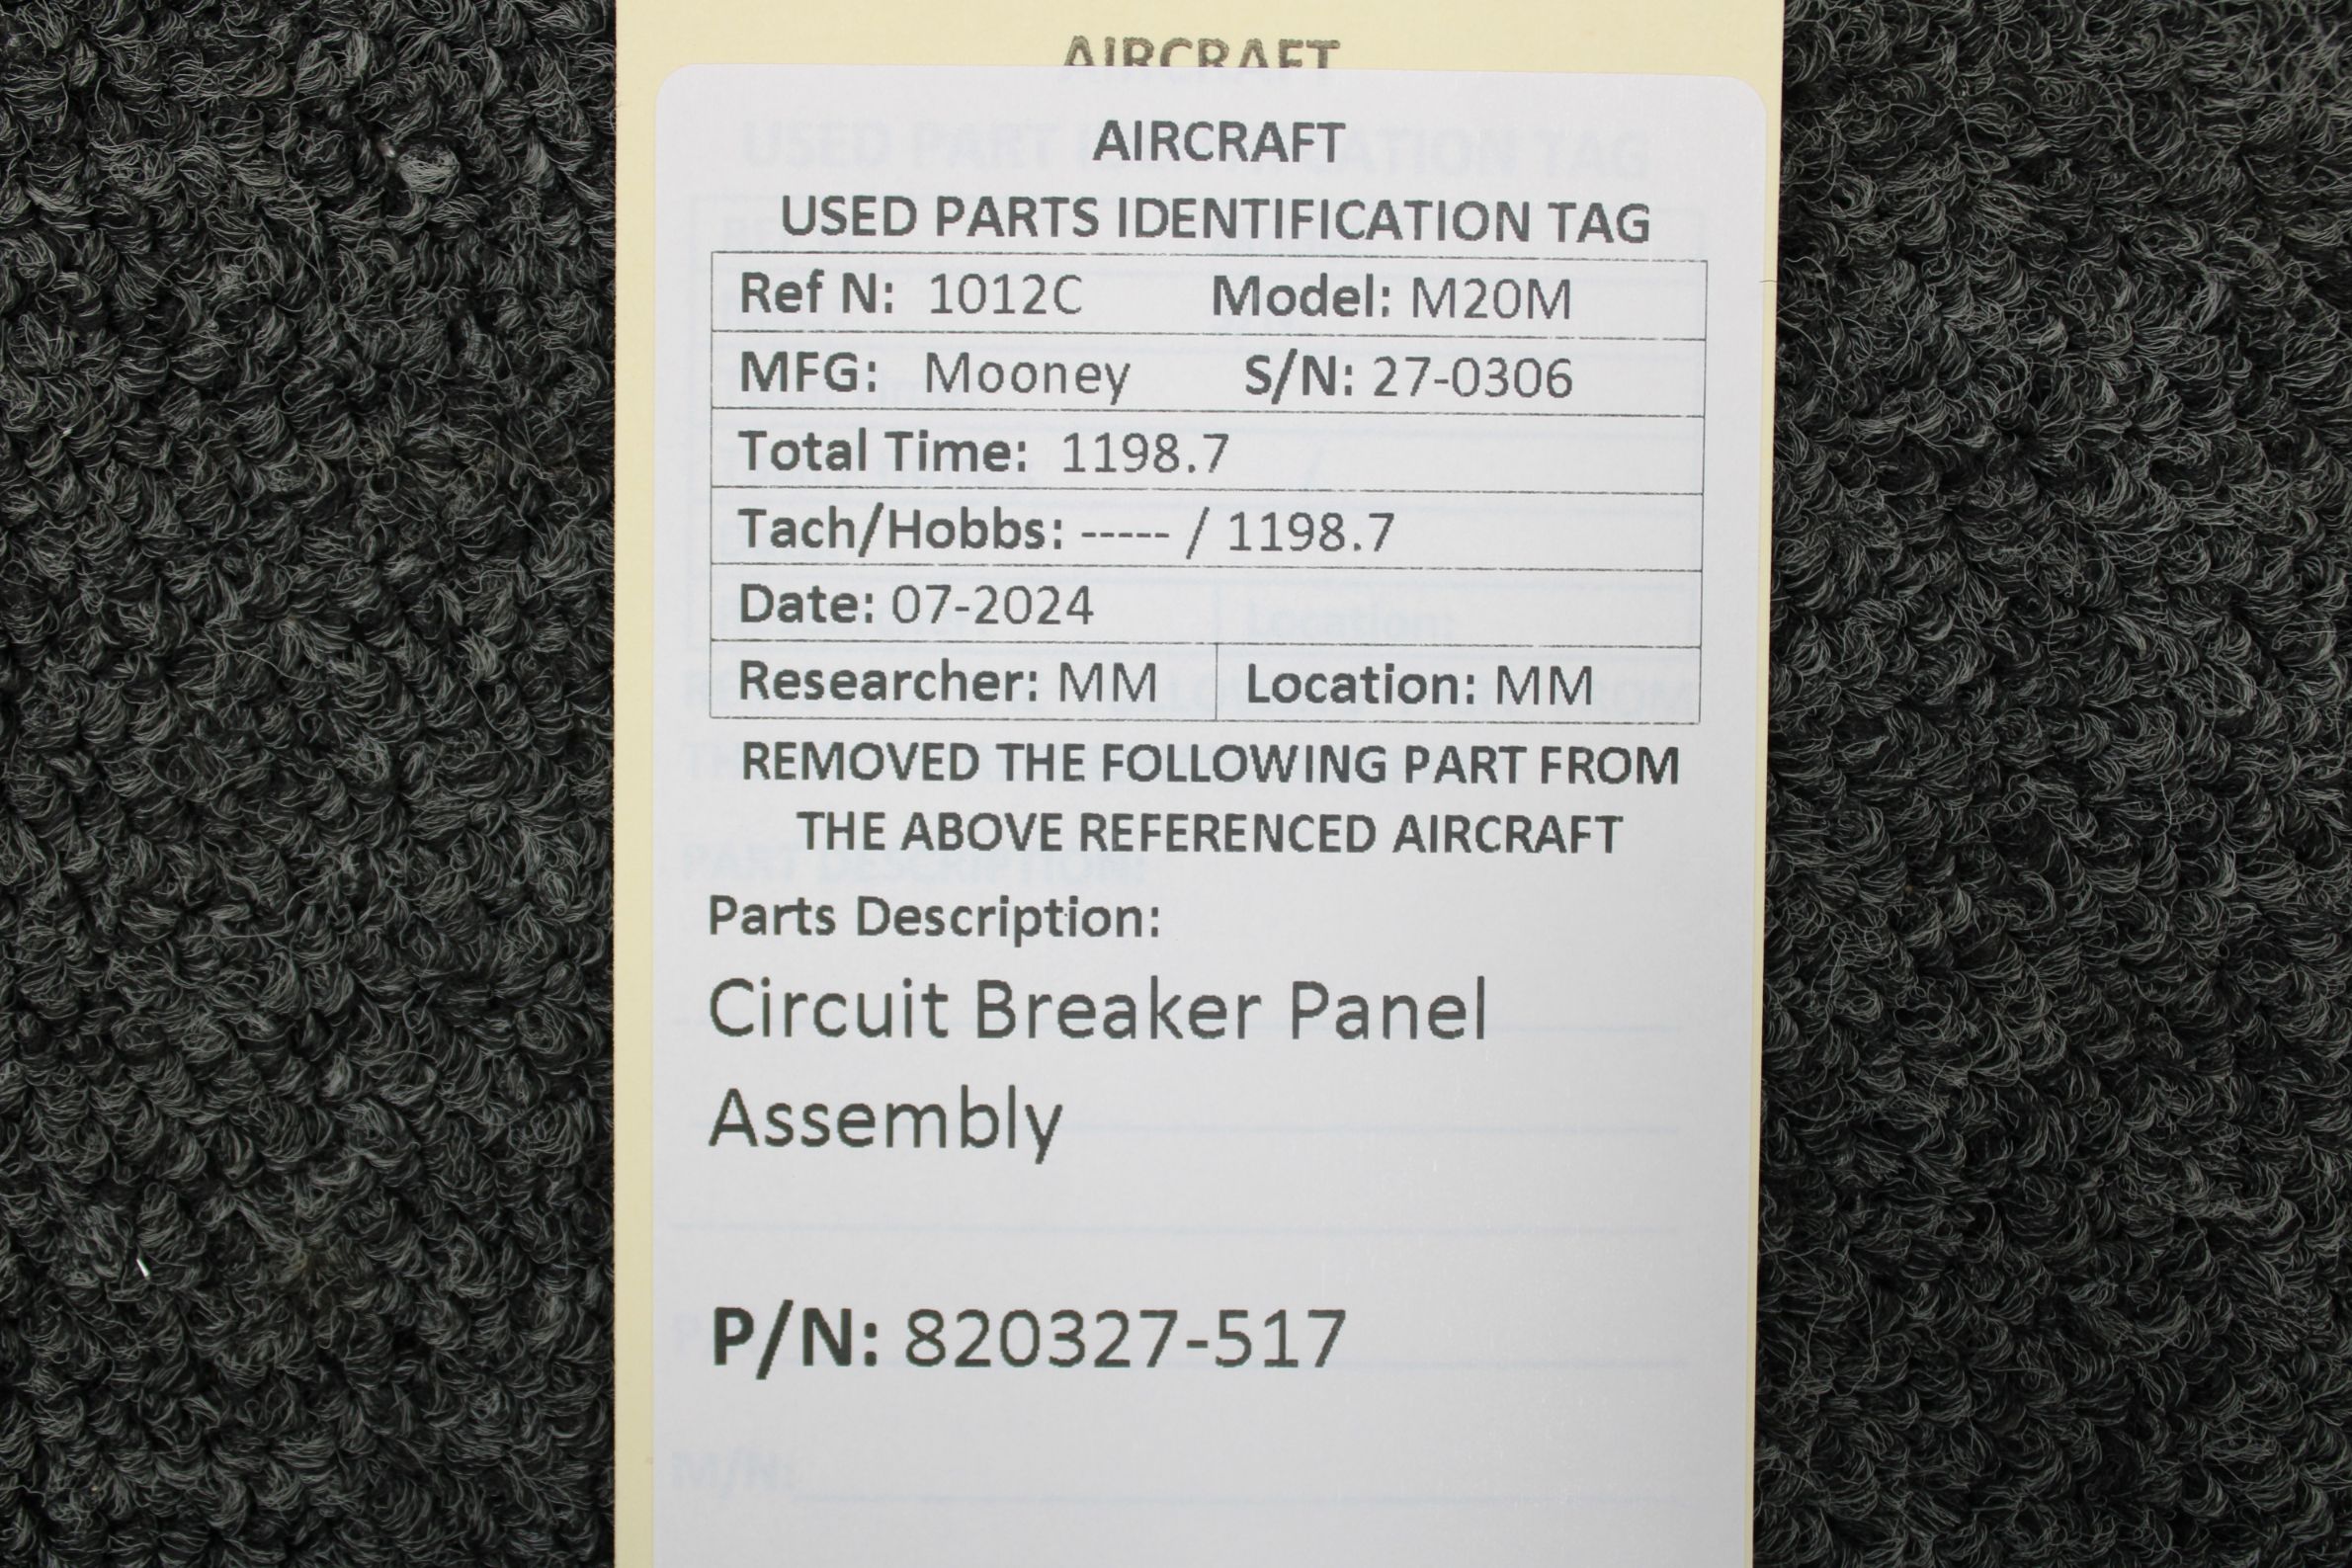 AIRCRAFT
AIRCRAFT
USED PARTS IDENTIFICATION TAG
Ref N: 1012C Model: M20M
MFG: Mooney S/N: 27-0306
Total Time: 1198.7
Tach/Hobbs: ----- / 1198.7
Date: 07-2024
Researcher: MM Location: MM
REMOVED THE FOLLOWING PART FROM
THE ABOVE REFERENCED AIRCRAFT
Parts Description:
Circuit Breaker Panel
Assembly
P/N: 820327-517
M/N: